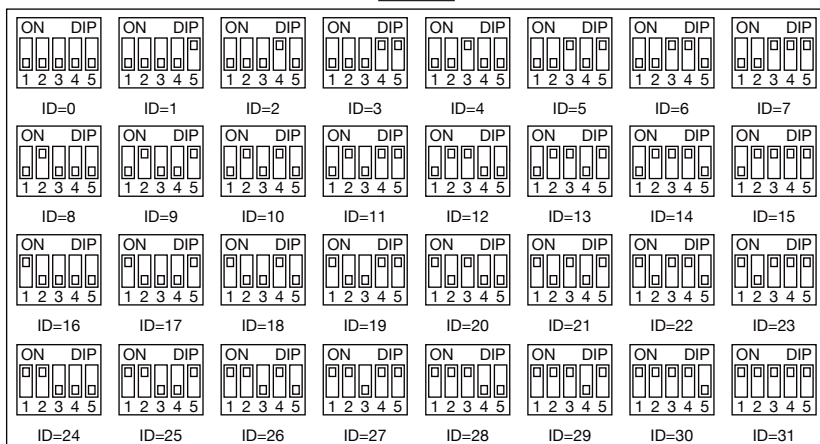 ON DIP ON DIP ON DIP ON DIP ON DIP ON DIP ON DIP ON DIP
1 2 3 4 5 1 2 3 4 5 1 2 3 4 5 1 2 3 4 5 1 2 3 4 5 1 2 3 4 5 1 2 3 4 5 1 2 3 4 5
ID=0 ID=1 ID=2 ID=3 ID=4 ID=5 ID=6 ID=7
ON DIP ON DIP ON DIP ON DIP ON DIP ON DIP ON DIP ON DIP
1 2 3 4 5 1 2 3 4 5 1 2 3 4 5 1 2 3 4 5 1 2 3 4 5 1 2 3 4 5 1 2 3 4 5 1 2 3 4 5
ID=8 ID=9 ID=10 ID=11 ID=12 ID=13 ID=14 ID=15
ON DIP ON DIP ON DIP ON DIP ON DIP ON DIP ON DIP ON DIP
1 2 3 4 5 1 2 3 4 5 1 2 3 4 5 1 2 3 4 5 1 2 3 4 5 1 2 3 4 5 1 2 3 4 5 1 2 3 4 5
ID=16 ID=17 ID=18 ID=19 ID=20 ID=21 ID=22 ID=23
ON DIP ON DIP ON DIP ON DIP ON DIP ON DIP ON DIP ON DIP
1 2 3 4 5 1 2 3 4 5 1 2 3 4 5 1 2 3 4 5 1 2 3 4 5 1 2 3 4 5 1 2 3 4 5 1 2 3 4 5
ID=24 ID=25 ID=26 ID=27 ID=28 ID=29 ID=30 ID=31